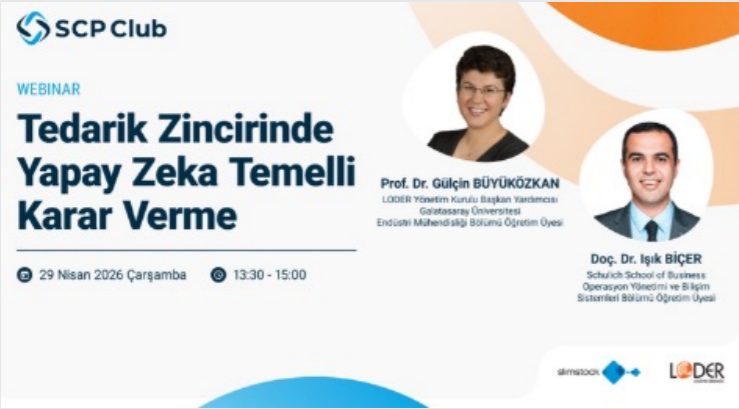 SCP Club
WEBINAR
Tedarik Zincirinde
Yapay Zeka Temelli
Karar Verme
29 Nisan 2026 Çarşamba
13:30 - 15:00
Prof. Dr. Gülçin BÜYÜKÖZKAN
LODER Yönetim Kurulu Başkan Yardımcısı
Galatasaray Üniversitesi
Endüstri Mühendisliği Bölümü Öğretim Üyesi
Doç. Dr. Işık BİÇER
Schulich School of Business
Operasyon Yönetimi ve Bilişim
Sistemleri Bölümü Öğretim Üyesi
slimstock
LODER